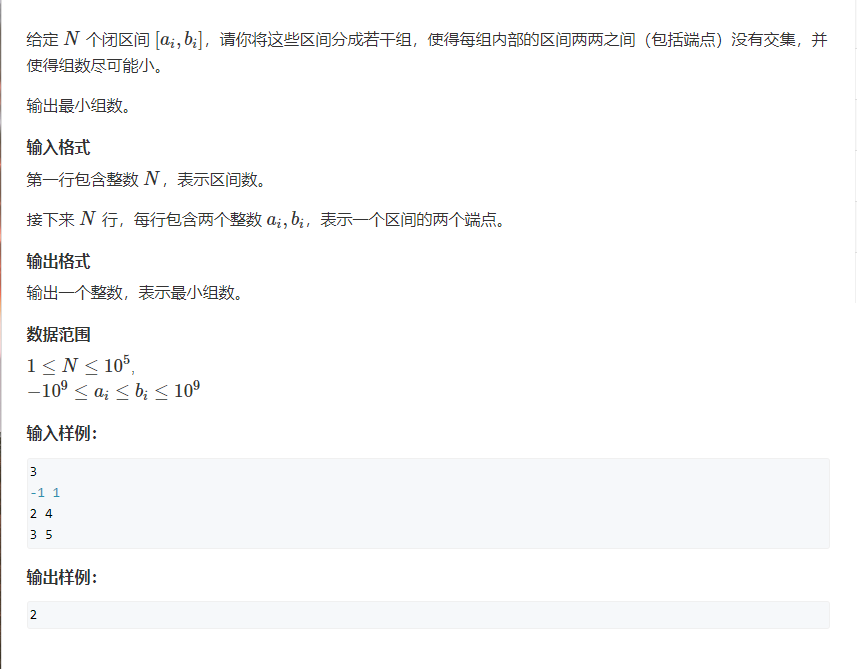 给定 N 个闭区间 [a_i, b_i]，请你将这些区间分成若干组，使得每组内部的区间两两之间（包括端点）没有交集，并
使得组数尽可能小。
输出最小组数。
输入格式
第一行包含整数 N，表示区间数。
接下来 N 行，每行包含两个整数 a_i, b_i，表示一个区间的两个端点。
输出格式
输出一个整数，表示最小组数。
数据范围
1 ≤ N ≤ 10^5,
−10^9 ≤ a_i ≤ b_i ≤ 10^9
输入样例：
3
-1 1
2 4
3 5
输出样例：
2